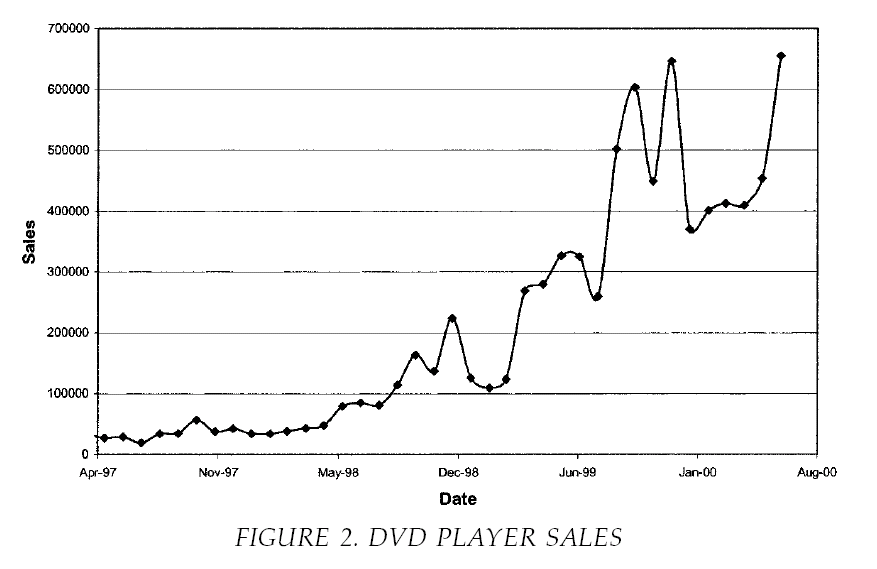 700000
600000
500000
400000
300000
200000
100000
0
Sales
Apr-97 Nov-97 May-98 Dec-98 Jun-99 Jan-00 Aug-00
Date
FIGURE 2. DVD PLAYER SALES